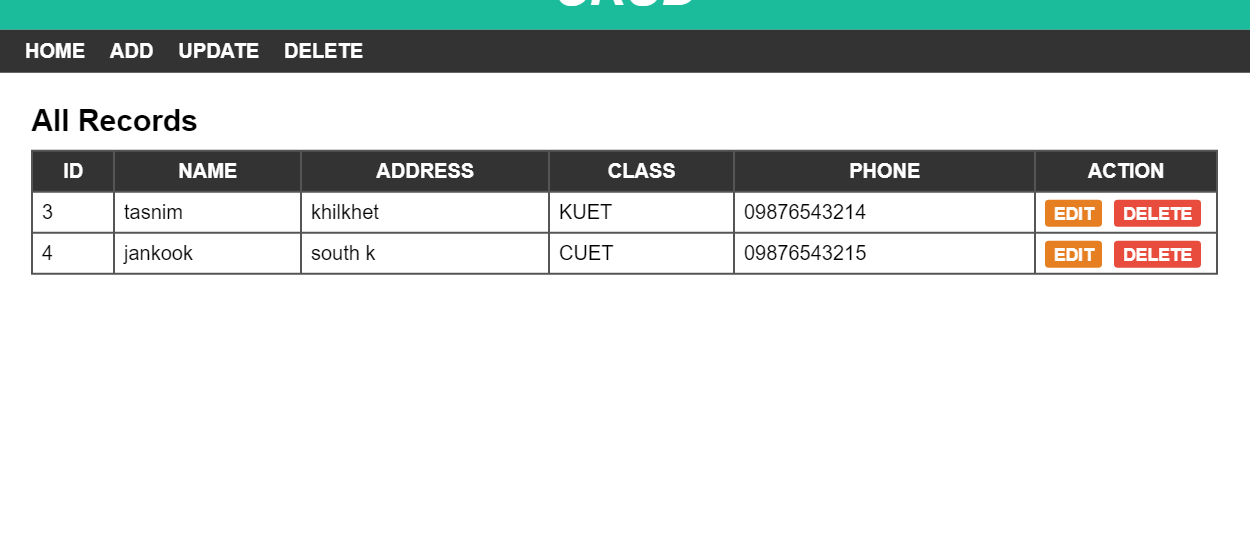 CRUD
HOME ADD UPDATE DELETE
All Records
ID NAME ADDRESS CLASS PHONE ACTION
3 tasnim khilkhet KUET 09876543214 EDIT DELETE
4 jankook south k CUET 09876543215 EDIT DELETE